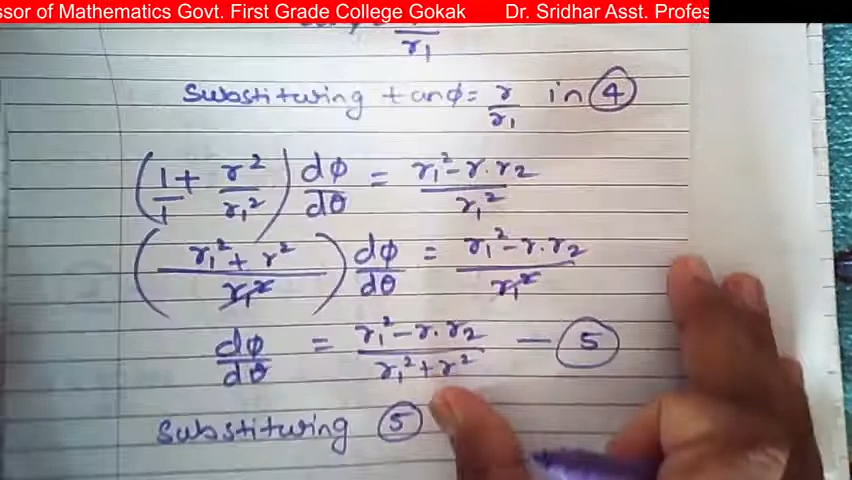 ssor of Mathematics Govt. First Grade College Gokak Dr. Sridhar Asst. Profes
r₁
Substituting tanϕ = r/r₁ in ④
(1/1 + r²/r₁²) dϕ/dθ = (r₁² - r.r₂)/r₁²
((r₁² + r²)/r₁²) dϕ/dθ = (r₁² - r.r₂)/r₁²
dϕ/dθ = (r₁² - r.r₂)/(r₁² + r²) — ⑤
Substituting ⑤